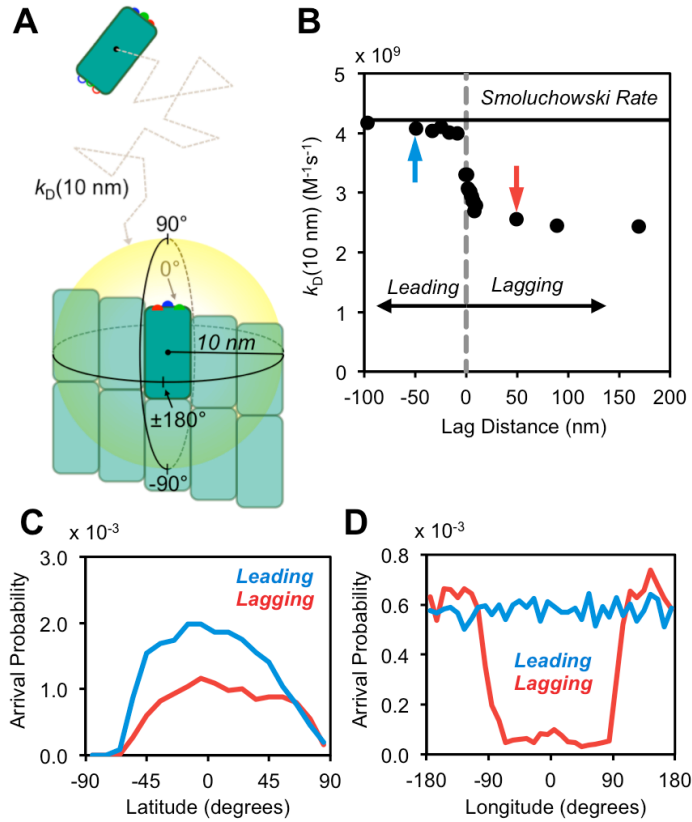 A
kD(10 nm)
90°
0°
10 nm
±180°
-90°
B
x 10⁹
kD(10 nm) (M⁻¹s⁻¹)
5
4
3
2
1
0
Smoluchowski Rate
Leading
Lagging
-100
-50
0
50
100
150
200
Lag Distance (nm)
C
x 10⁻³
Arrival Probability
3.0
2.0
1.0
0.0
Leading
Lagging
-90
-45
0
45
90
Latitude (degrees)
D
x 10⁻³
Arrival Probability
0.8
0.6
0.4
0.2
0.0
Leading
Lagging
-180
-90
0
90
180
Longitude (degrees)